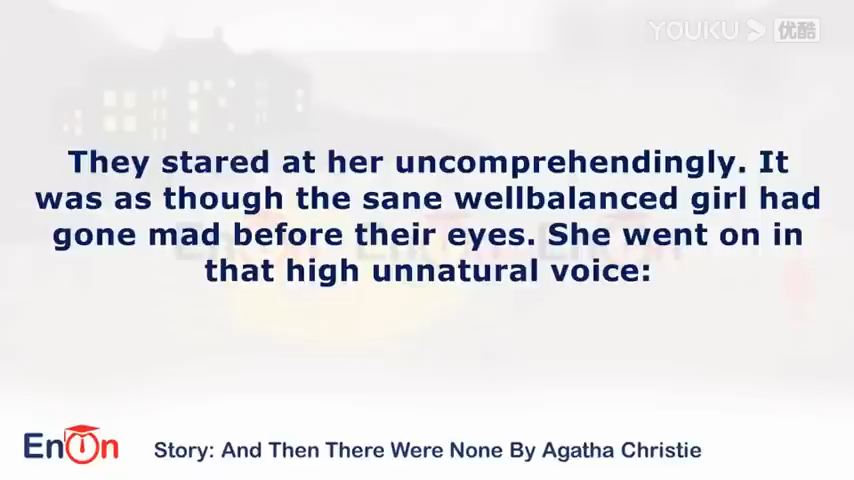 YOUKU 优酷
They stared at her uncomprehendingly. It
was as though the sane wellbalanced girl had
gone mad before their eyes. She went on in
that high unnatural voice:
EnOn
Story: And Then There Were None By Agatha Christie